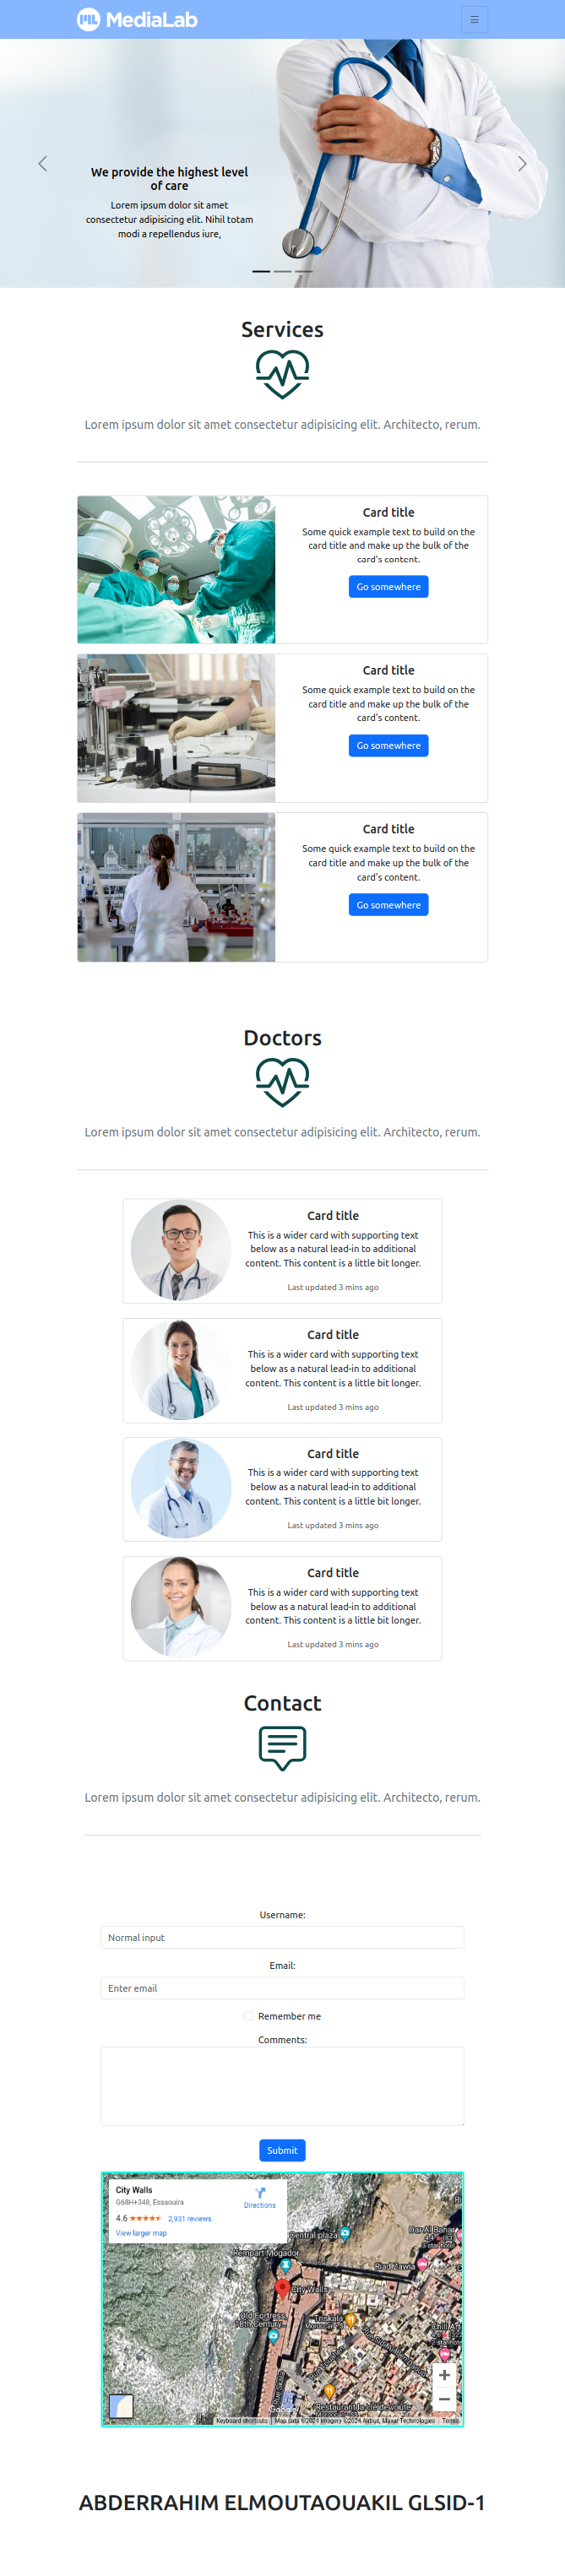 MediaLab
We provide the highest level
of care
Lorem ipsum dolor sit amet
consectetur adipisicing elit. Nihil totam
modi a repellendus iure,
Services
Lorem ipsum dolor sit amet consectetur adipisicing elit. Architecto, rerum.
Card title
Some quick example text to build on the
card title and make up the bulk of the
card's content.
Go somewhere
Card title
Some quick example text to build on the
card title and make up the bulk of the
card's content.
Go somewhere
Card title
Some quick example text to build on the
card title and make up the bulk of the
card's content.
Go somewhere
Doctors
Lorem ipsum dolor sit amet consectetur adipisicing elit. Architecto, rerum.
Card title
This is a wider card with supporting text
below as a natural lead-in to additional
content. This content is a little bit longer.
Last updated 3 mins ago
Card title
This is a wider card with supporting text
below as a natural lead-in to additional
content. This content is a little bit longer.
Last updated 3 mins ago
Card title
This is a wider card with supporting text
below as a natural lead-in to additional
content. This content is a little bit longer.
Last updated 3 mins ago
Card title
This is a wider card with supporting text
below as a natural lead-in to additional
content. This content is a little bit longer.
Last updated 3 mins ago
Contact
Lorem ipsum dolor sit amet consectetur adipisicing elit. Architecto, rerum.
Username:
Normal input
Email:
Enter email
Remember me
Comments:
Submit
City Walls
G68H+348, Essaouira
Directions
4.6 2,931 reviews
View larger map
Central plaza
Dar Al Bahar
4.4
3-star hote
Rempart Mogador
Riad Zawia
City Walls
Old Fortress,
18th Century
Triskala
Moroccan
Chill Art
2-star hote
Google
Keyboard shortcuts Map data ©2024 Imagery ©2024 Airbus, Maxar Technologies Terms
ABDERRAHIM ELMOUTAOUAKIL GLSID-1